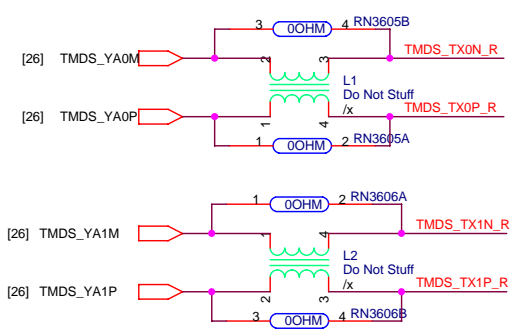 3 0OHM 4 RN3605B
[26] TMDS_YA0M 2 3 TMDS_TX0N_R
L1
Do Not Stuff
[26] TMDS_YA0P 1 4 /x TMDS_TX0P_R
1 0OHM 2 RN3605A
1 0OHM 2 RN3606A
[26] TMDS_YA1M 1 4 TMDS_TX1N_R
L2
Do Not Stuff
[26] TMDS_YA1P 2 3 /x TMDS_TX1P_R
3 0OHM 4 RN3606B